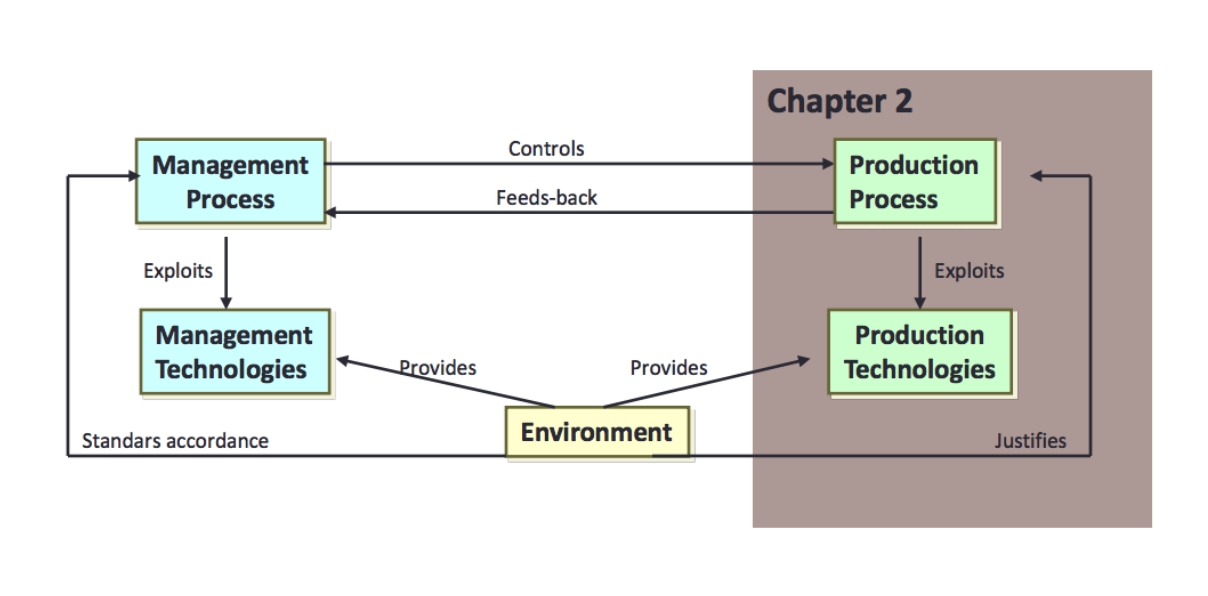 Chapter 2
Management
Process
Controls
Feeds-back
Production
Process
Exploits
Exploits
Management
Technologies
Provides
Provides
Production
Technologies
Environment
Standars accordance
Justifies